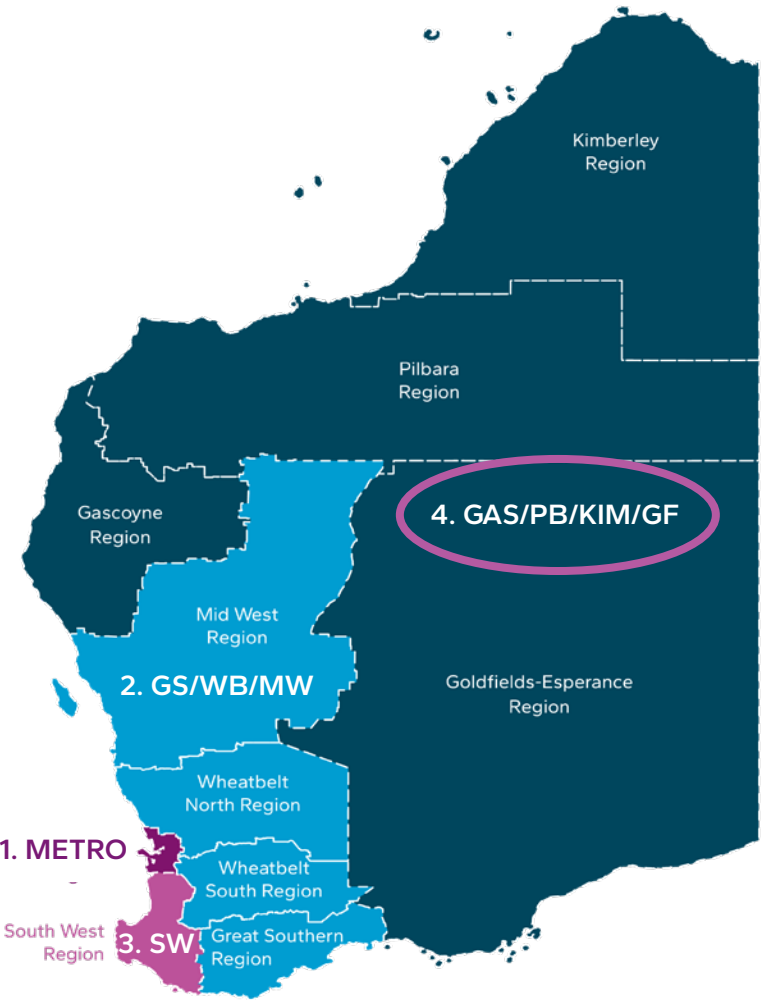 Kimberley
Region
Pilbara
Region
Gascoyne
Region
4. GAS/PB/KIM/GF
Mid West
Region
2. GS/WB/MW
Goldfields-Esperance
Region
Wheatbelt
North Region
1. METRO
Wheatbelt
South Region
South West
Region
3. SW
Great Southern
Region